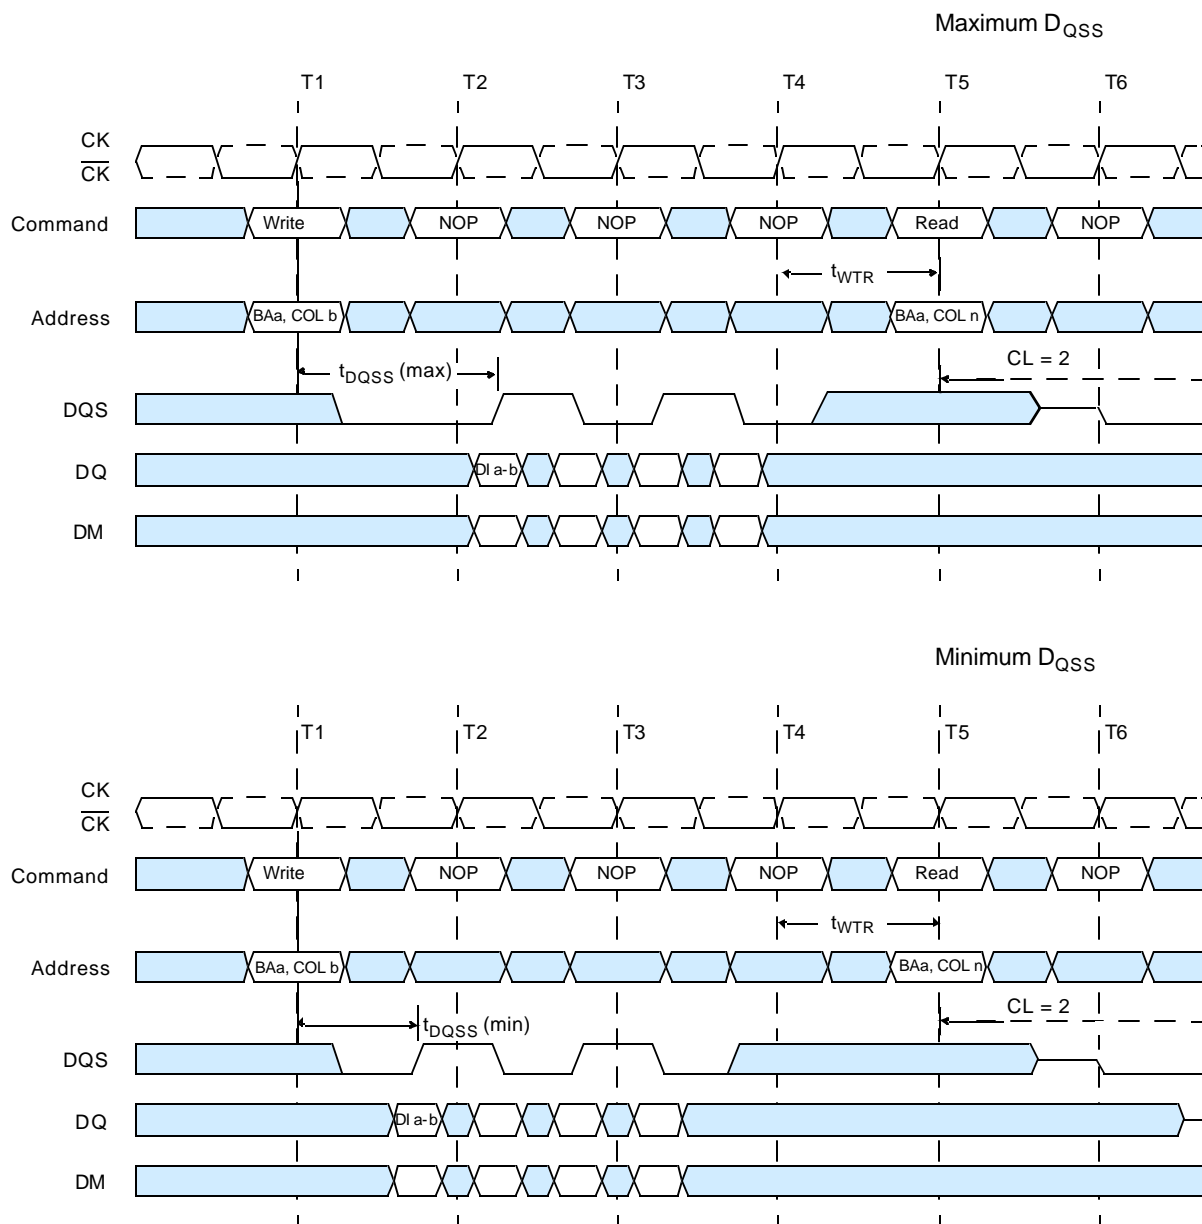 Maximum DQSS
T1 T2 T3 T4 T5 T6
CK
CK
Command Write NOP NOP NOP Read NOP
tWTR
Address BAa, COL b BAa, COL n
tDQSS (max) CL = 2
DQS
DQ DI a-b
DM
Minimum DQSS
T1 T2 T3 T4 T5 T6
CK
CK
Command Write NOP NOP NOP Read NOP
tWTR
Address BAa, COL b BAa, COL n
tDQSS (min) CL = 2
DQS
DQ DI a-b
DM